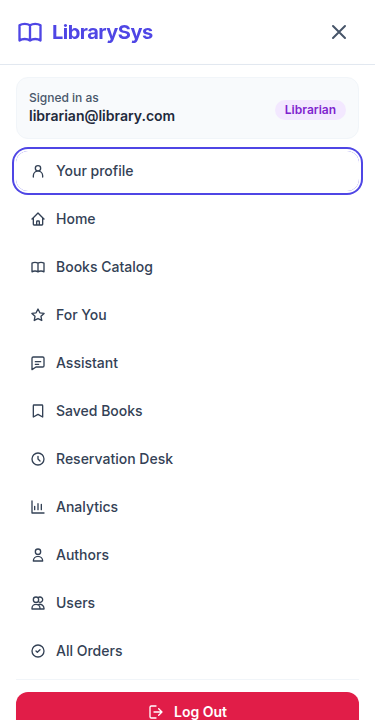 LibrarySys
Signed in as
librarian@library.com
Librarian
Your profile
Home
Books Catalog
For You
Assistant
Saved Books
Reservation Desk
Analytics
Authors
Users
All Orders
Log Out